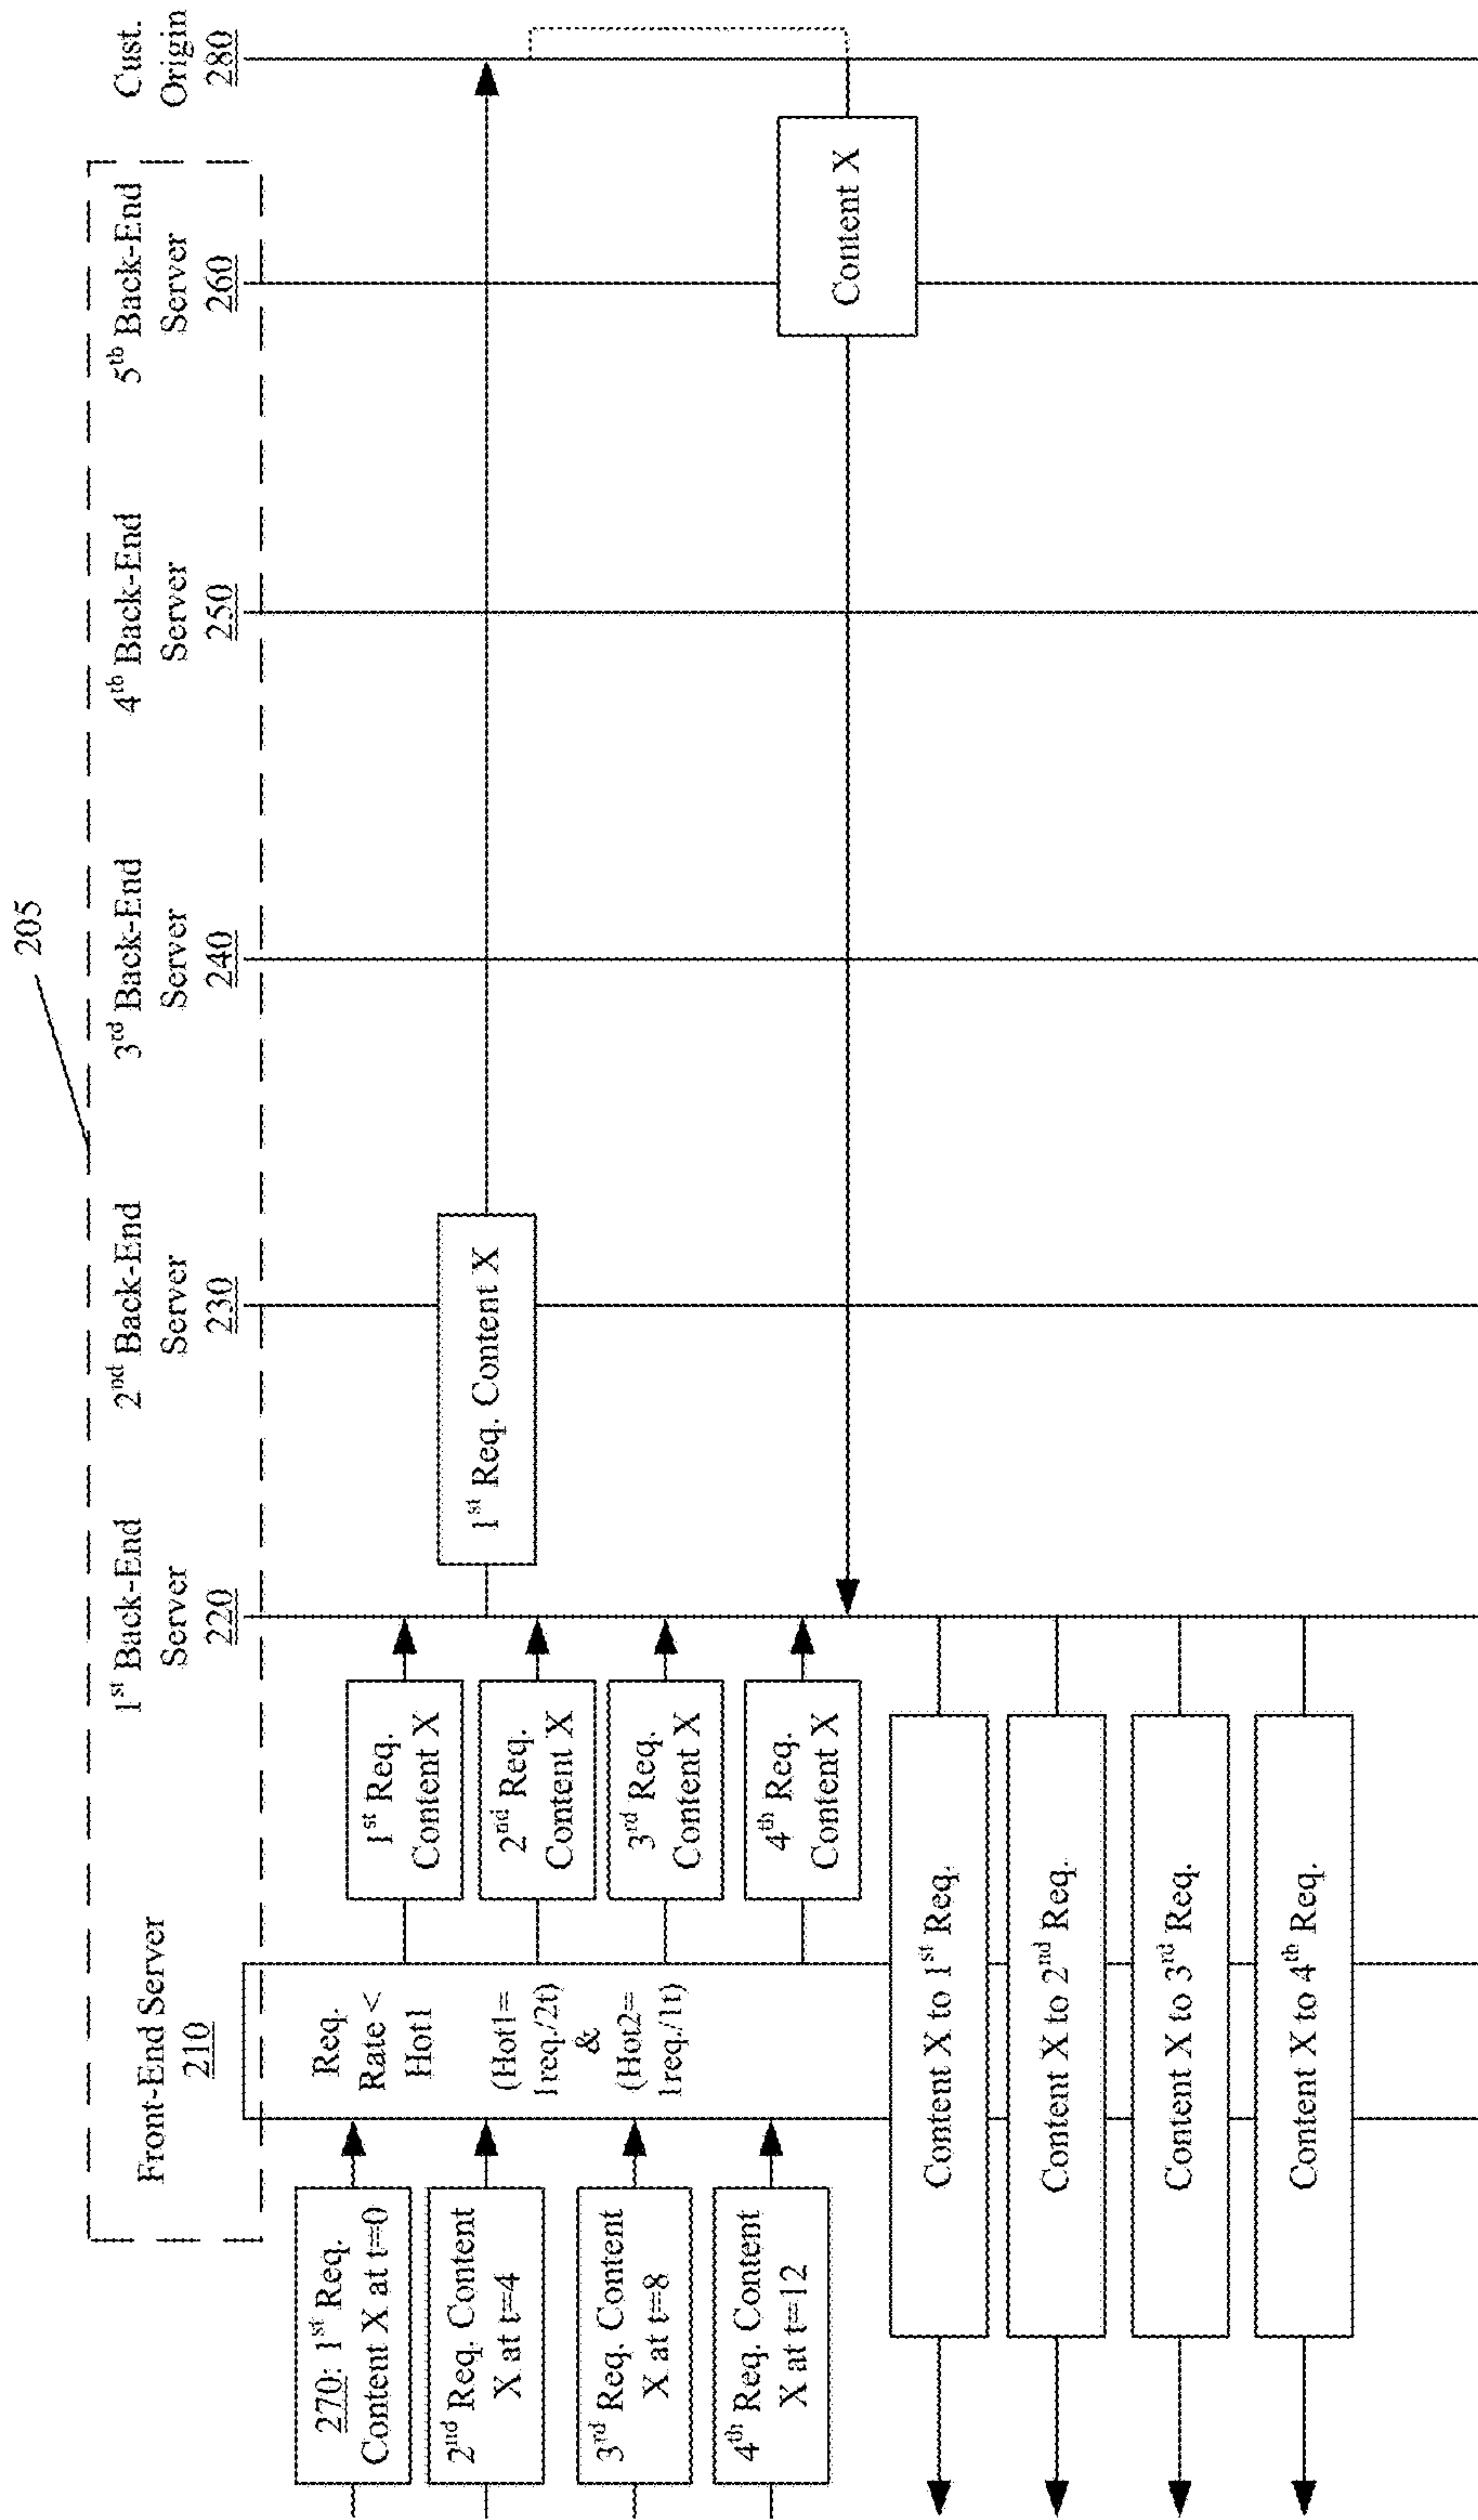 205
Front-End Server
210
1st Back-End
Server
220
2nd Back-End
Server
230
3rd Back-End
Server
240
4th Back-End
Server
250
5th Back-End
Server
260
Cust.
Origin
280
270: 1st Req.
Content X at t=0
2nd Req. Content
X at t=4
3rd Req. Content
X at t=8
4th Req. Content
X at t=12
Req.
Rate <
Hot1
(Hot1=
1req./2t)
&
(Hot2=
1req./1t)
1st Req.
Content X
2nd Req.
Content X
3rd Req.
Content X
4th Req.
Content X
1st Req. Content X
Content X
Content X to 1st Req.
Content X to 2nd Req.
Content X to 3rd Req.
Content X to 4th Req.